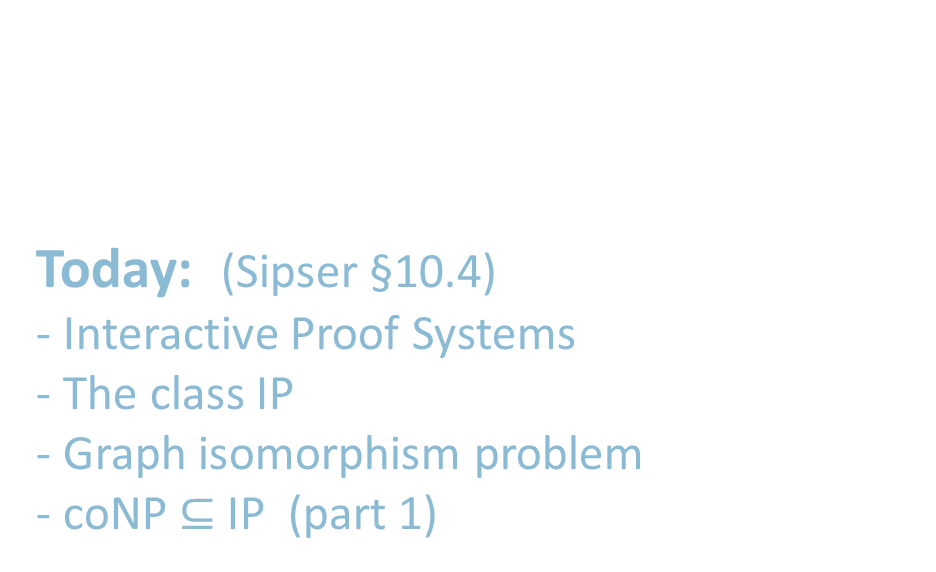 Today: (Sipser §10.4)
- Interactive Proof Systems
- The class IP
- Graph isomorphism problem
- coNP ⊆ IP (part 1)